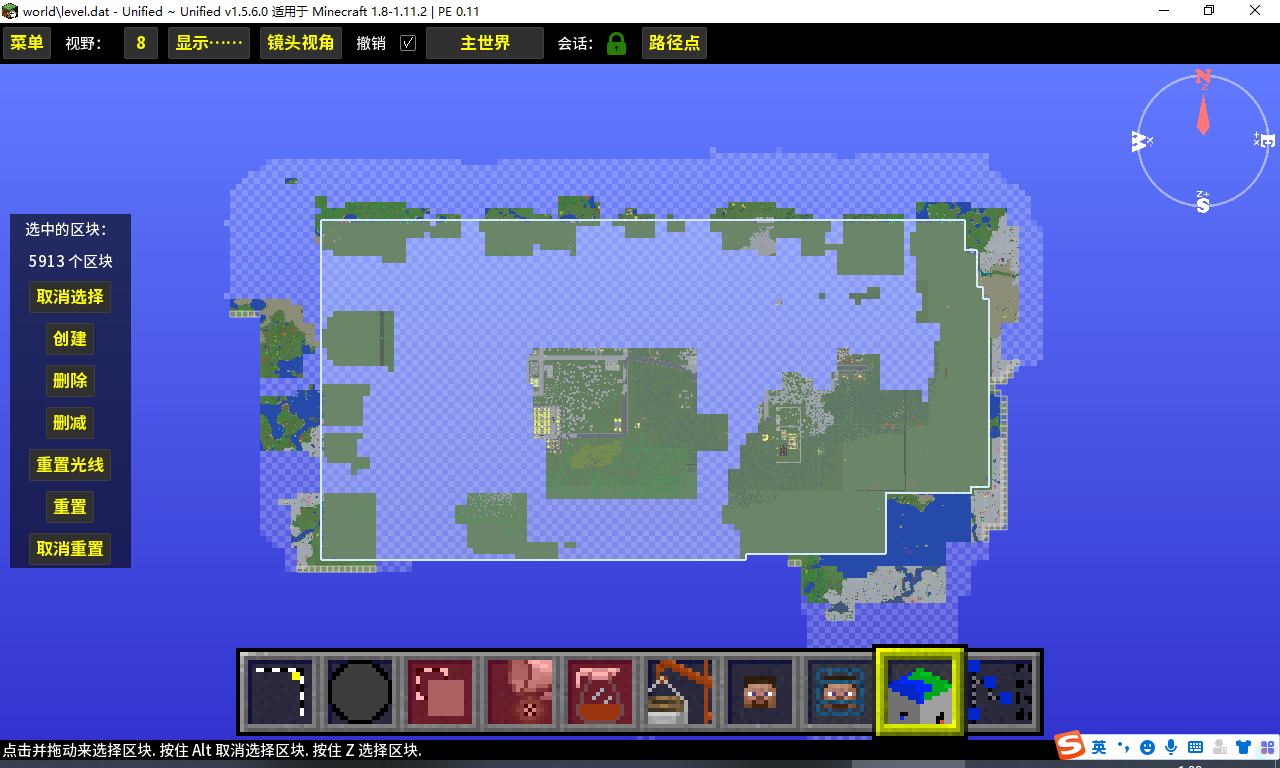 world\level.dat - Unified ~ Unified v1.5.6.0 适用于 Minecraft 1.8-1.11.2 | PE 0.11
菜单 视野： 8 显示…… 镜头视角 撤销 主世界 会话： 路径点
N
Z-
W
X-
E
+X
Z+
S
选中的区块：
5913 个区块
取消选择
创建
删除
删减
重置光线
重置
取消重置
点击并拖动来选择区块. 按住 Alt 取消选择区块. 按住 Z 选择区块.
S 英